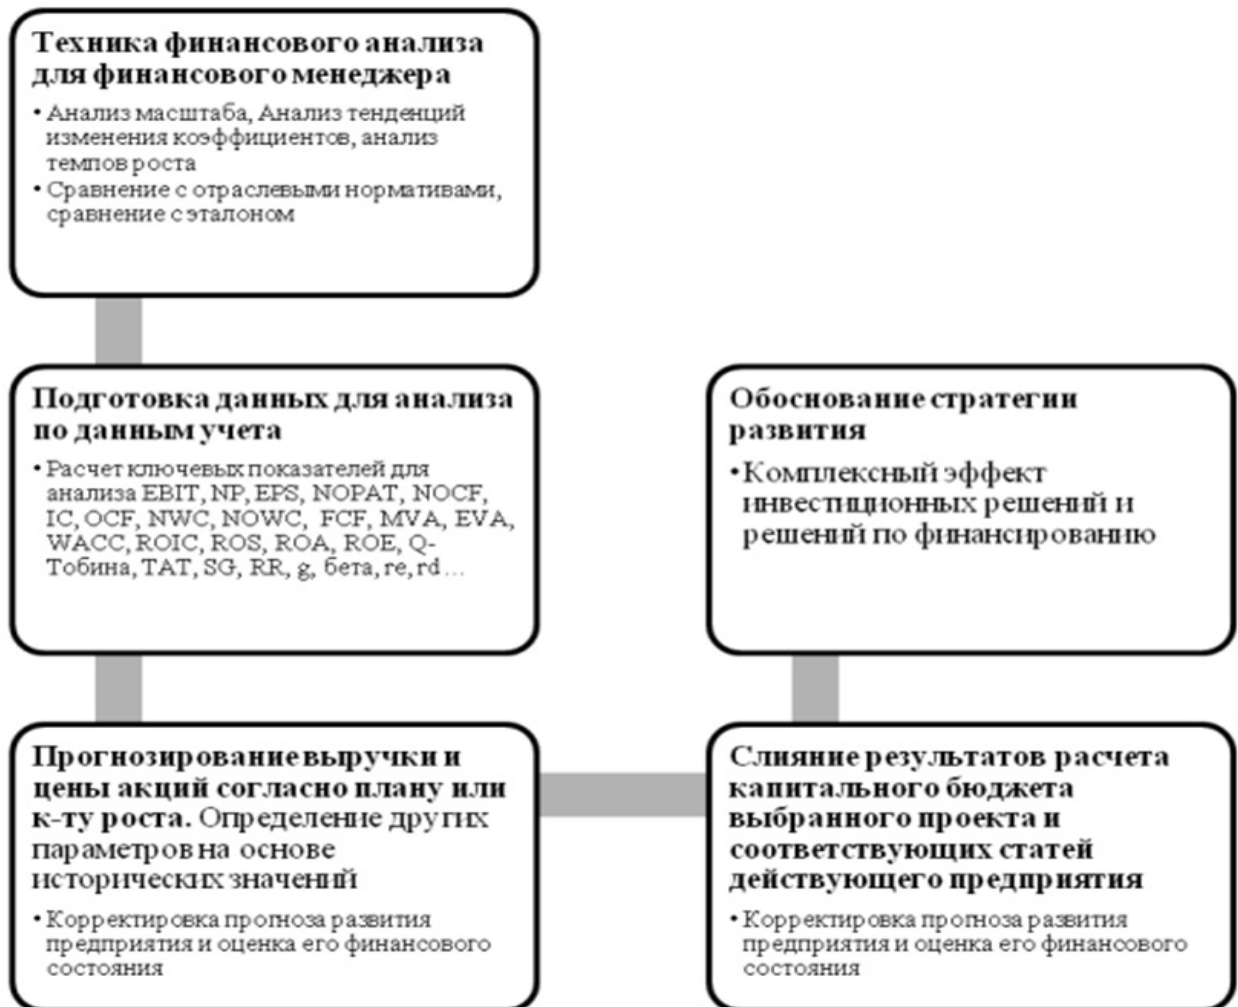 Техника финансового анализа
для финансового менеджера
• Анализ масштаба, Анализ тенденций
изменения коэффициентов, анализ
темпов роста
• Сравнение с отраслевыми нормативами,
сравнение с эталоном
Подготовка данных для анализа
по данным учета
• Расчет ключевых показателей для
анализа EBIT, NP, EPS, NOPAT, NOCF,
IC, OCF, NWC, NOWC, FCF, MVA, EVA,
WACC, ROIC, ROS, ROA, ROE, Q-
Тобина, TAT, SG, RR, g, бета, re, rd ...
Прогнозирование выручки и
цены акций согласно плану или
к-ту роста. Определение других
параметров на основе
исторических значений
• Корректировка прогноза развития
предприятия и оценка его финансового
состояния
Слияние результатов расчета
капитального бюджета
выбранного проекта и
соответствующих статей
действующего предприятия
• Корректировка прогноза развития
предприятия и оценка его финансового
состояния
Обоснование стратегии
развития
• Комплексный эффект
инвестиционных решений и
решений по финансированию